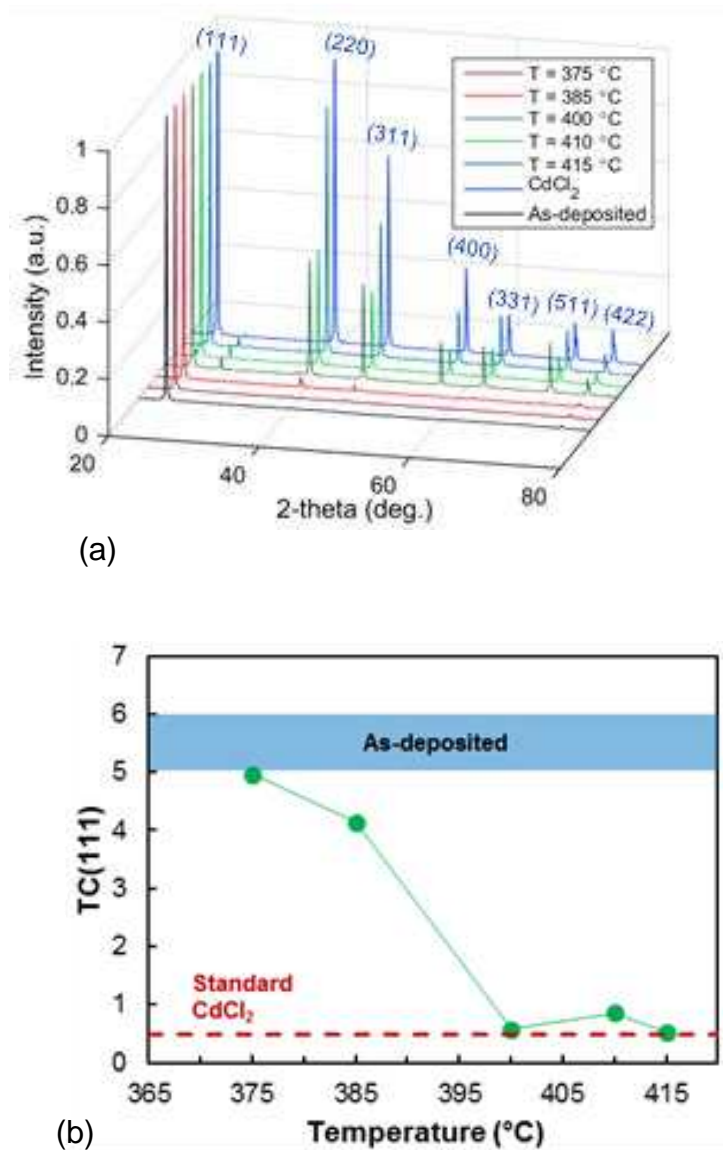 (111)
(220)
(311)
(400)
(331)
(511)
(422)
T = 375 °C
T = 385 °C
T = 400 °C
T = 410 °C
T = 415 °C
CdCl₂
As-deposited
Intensity (a.u.)
1
0.8
0.6
0.4
0.2
0
20
40
60
80
2-theta (deg.)
(a)
7
6
5
4
3
2
1
0
TC(111)
As-deposited
Standard
CdCl₂
365
375
385
395
405
415
Temperature (°C)
(b)